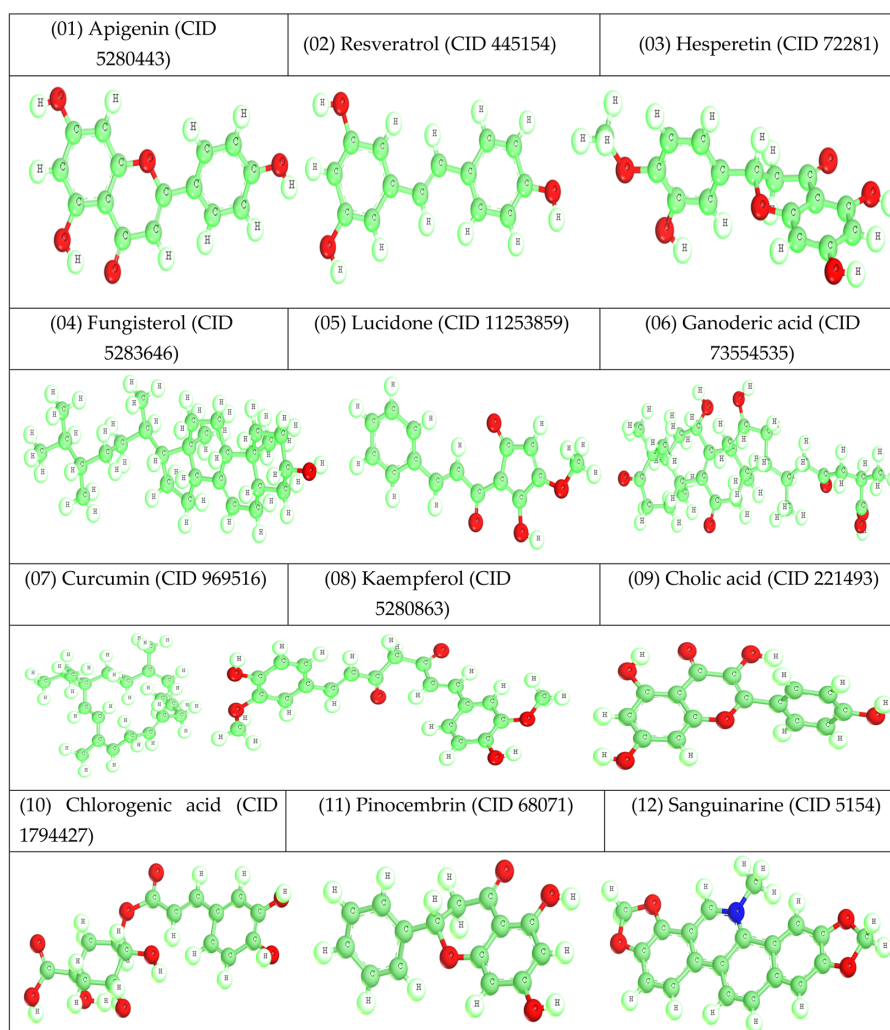 (01) Apigenin (CID
5280443)
(02) Resveratrol (CID 445154)
(03) Hesperetin (CID 72281)
(04) Fungisterol (CID
5283646)
(05) Lucidone (CID 11253859)
(06) Ganoderic acid (CID
73554535)
(07) Curcumin (CID 969516)
(08) Kaempferol (CID
5280863)
(09) Cholic acid (CID 221493)
(10) Chlorogenic acid (CID
1794427)
(11) Pinocembrin (CID 68071)
(12) Sanguinarine (CID 5154)